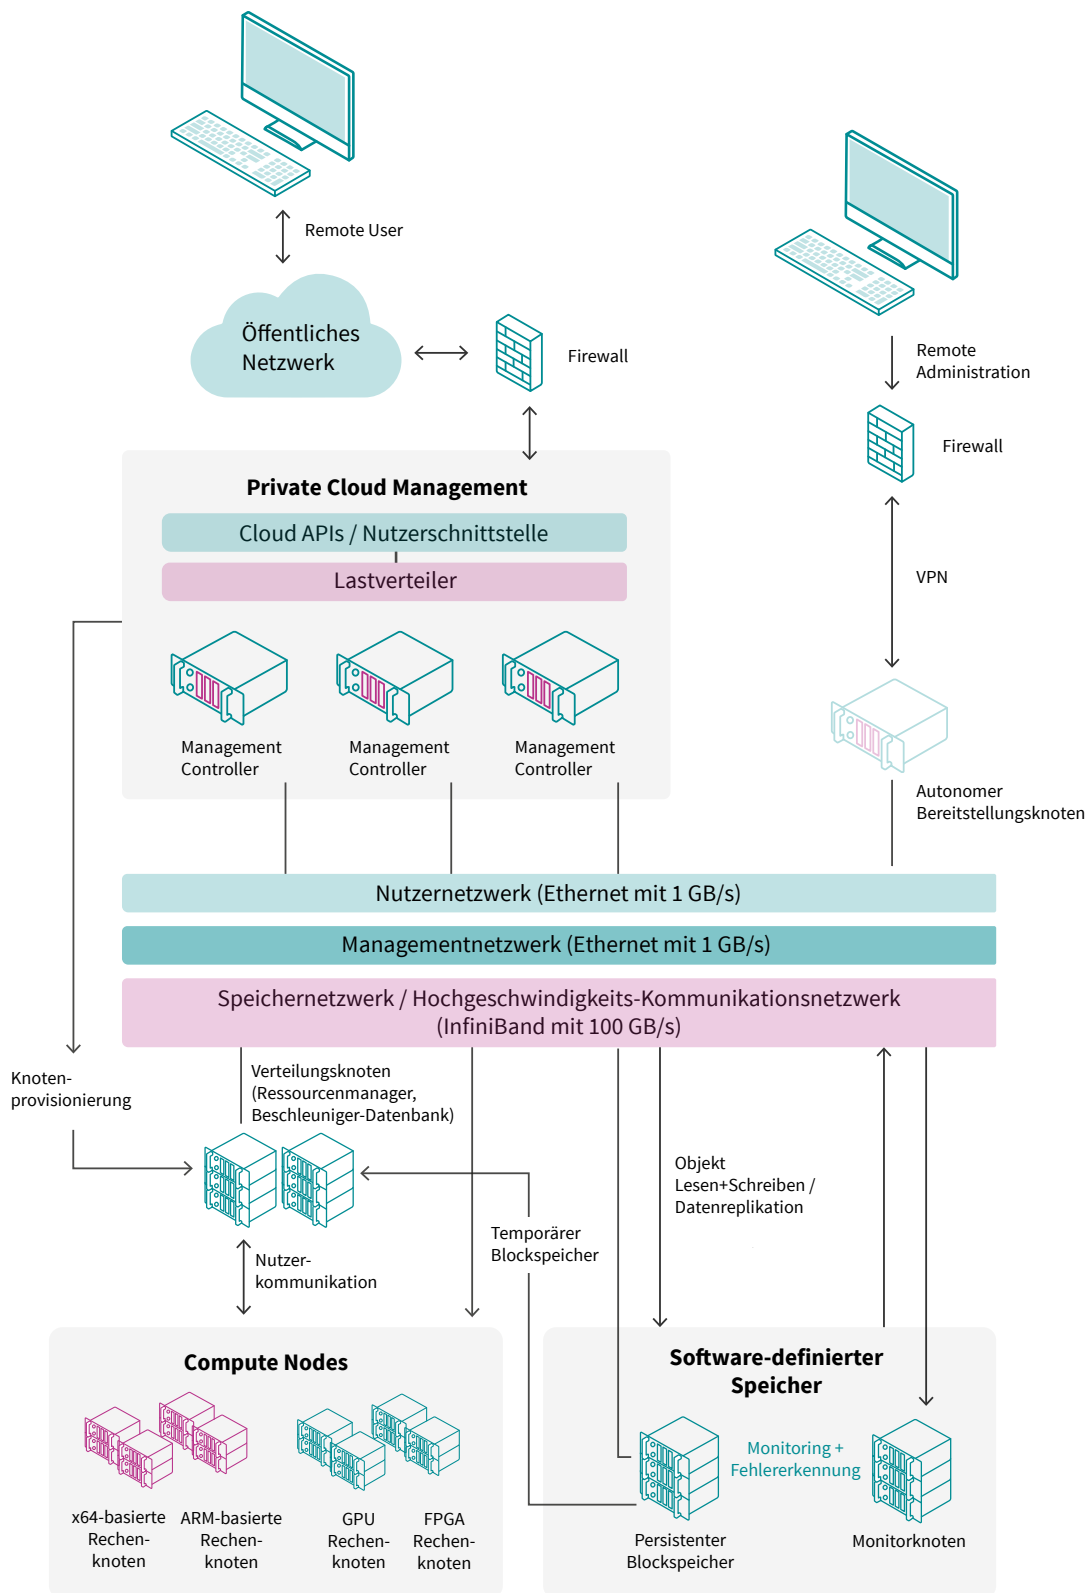 Remote User
Öffentliches
Netzwerk
Firewall
Remote
Administration
Firewall
Private Cloud Management
Cloud APIs / Nutzerschnittstelle
Lastverteiler
VPN
Management
Controller
Management
Controller
Management
Controller
Autonomer
Bereitstellungsknoten
Nutzernetzwerk (Ethernet mit 1 GB/s)
Managementnetzwerk (Ethernet mit 1 GB/s)
Speichernetzwerk / Hochgeschwindigkeits-Kommunikationsnetzwerk
(InfiniBand mit 100 GB/s)
Knoten-
provisionierung
Verteilungsknoten
(Ressourcenmanager,
Beschleuniger-Datenbank)
Objekt
Lesen+Schreiben /
Datenreplikation
Temporärer
Blockspeicher
Nutzer-
kommunikation
Compute Nodes
x64-basierte
Rechen-
knoten
ARM-basierte
Rechen-
knoten
GPU
Rechen-
knoten
FPGA
Rechen-
knoten
Software-definierter
Speicher
Monitoring +
Fehlererkennung
Persistenter
Blockspeicher
Monitorknoten